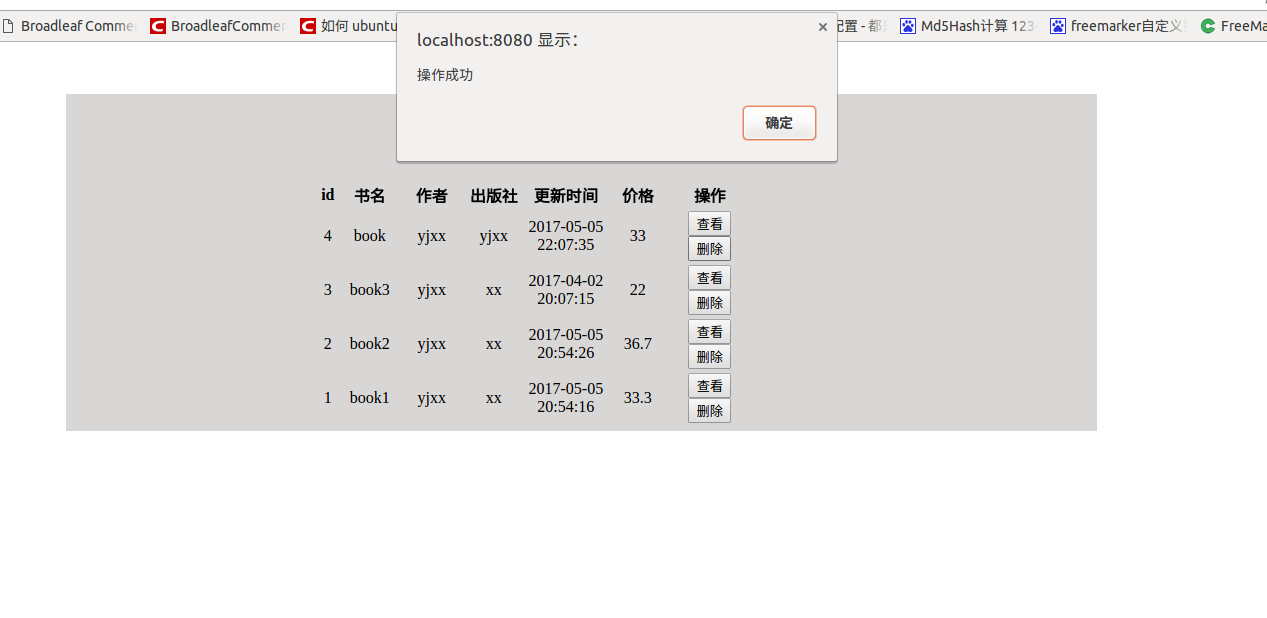 Broadleaf Comme BroadleafCommer 如何 ubuntu 配置 - 都 Md5Hash计算 123 freemarker自定义 FreeMa
localhost:8080 显示：
操作成功
确定
id 书名 作者 出版社 更新时间 价格 操作
4 book yjxx yjxx 2017-05-05 22:07:35 33 查看 删除
3 book3 yjxx xx 2017-04-02 20:07:15 22 查看 删除
2 book2 yjxx xx 2017-05-05 20:54:26 36.7 查看 删除
1 book1 yjxx xx 2017-05-05 20:54:16 33.3 查看 删除